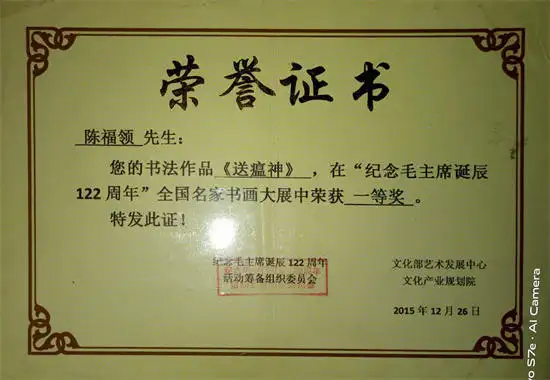 荣誉证书
陈福领 先生：
您的书法作品《送瘟神》，在“纪念毛主席诞辰
122周年”全国名家书画大展中荣获 一等奖 。
特发此证！
纪念毛主席诞辰122周年
活动筹备组织委员会
文化部艺术发展中心
文化产业规划院
2015年12月26日
vo S7e · AI Camera